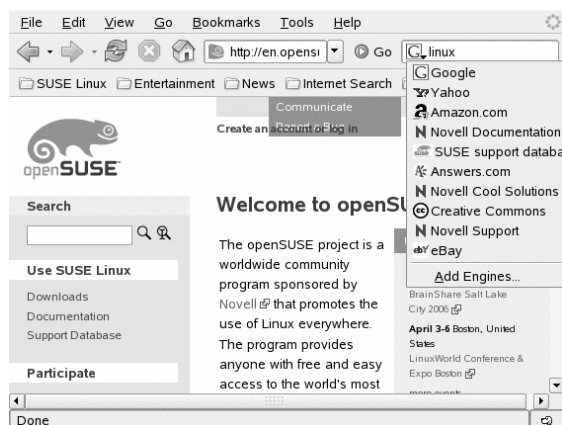 File Edit View Go Bookmarks Tools Help
http://en.opensu Go G linux
SUSE Linux Entertainment News Internet Search
Google
Yahoo
Amazon.com
Novell Documentation
SUSE support databa
Answers.com
Novell Cool Solutions
Creative Commons
Novell Support
eBay
Add Engines...
Communicate
Create an account or log in
openSUSE
Search
Use SUSE Linux
Downloads
Documentation
Support Database
Participate
Welcome to openSU
The openSUSE project is a
worldwide community
program sponsored by
Novell that promotes the
use of Linux everywhere.
The program provides
anyone with free and easy
access to the world's most
BrainShare Salt Lake
City 2006
April 3-6 Boston, United
States
LinuxWorld Conference &
Expo Boston
more events
Done